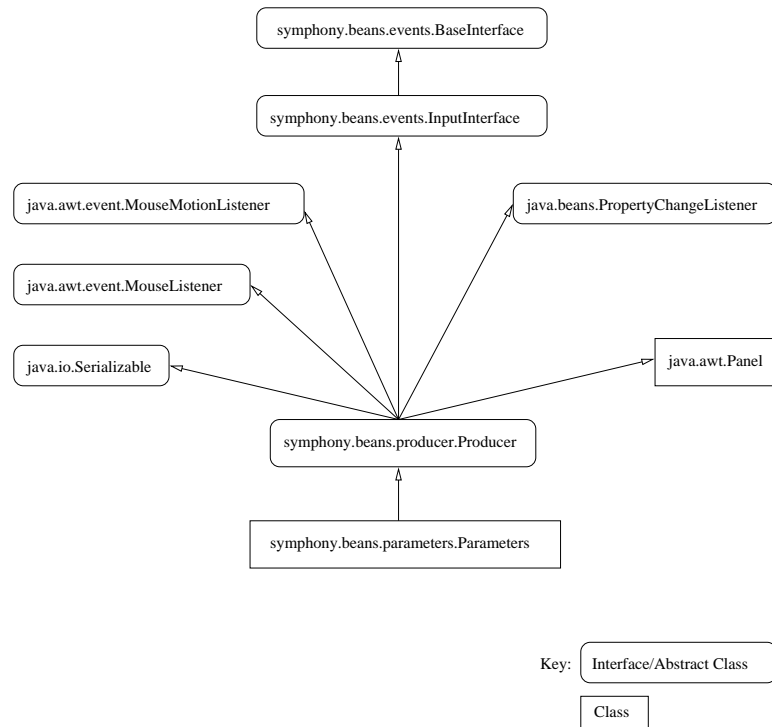 symphony.beans.events.BaseInterface
symphony.beans.events.InputInterface
java.awt.event.MouseMotionListener
java.beans.PropertyChangeListener
java.awt.event.MouseListener
java.io.Serializable
java.awt.Panel
symphony.beans.producer.Producer
symphony.beans.parameters.Parameters
Key:
Interface/Abstract Class
Class